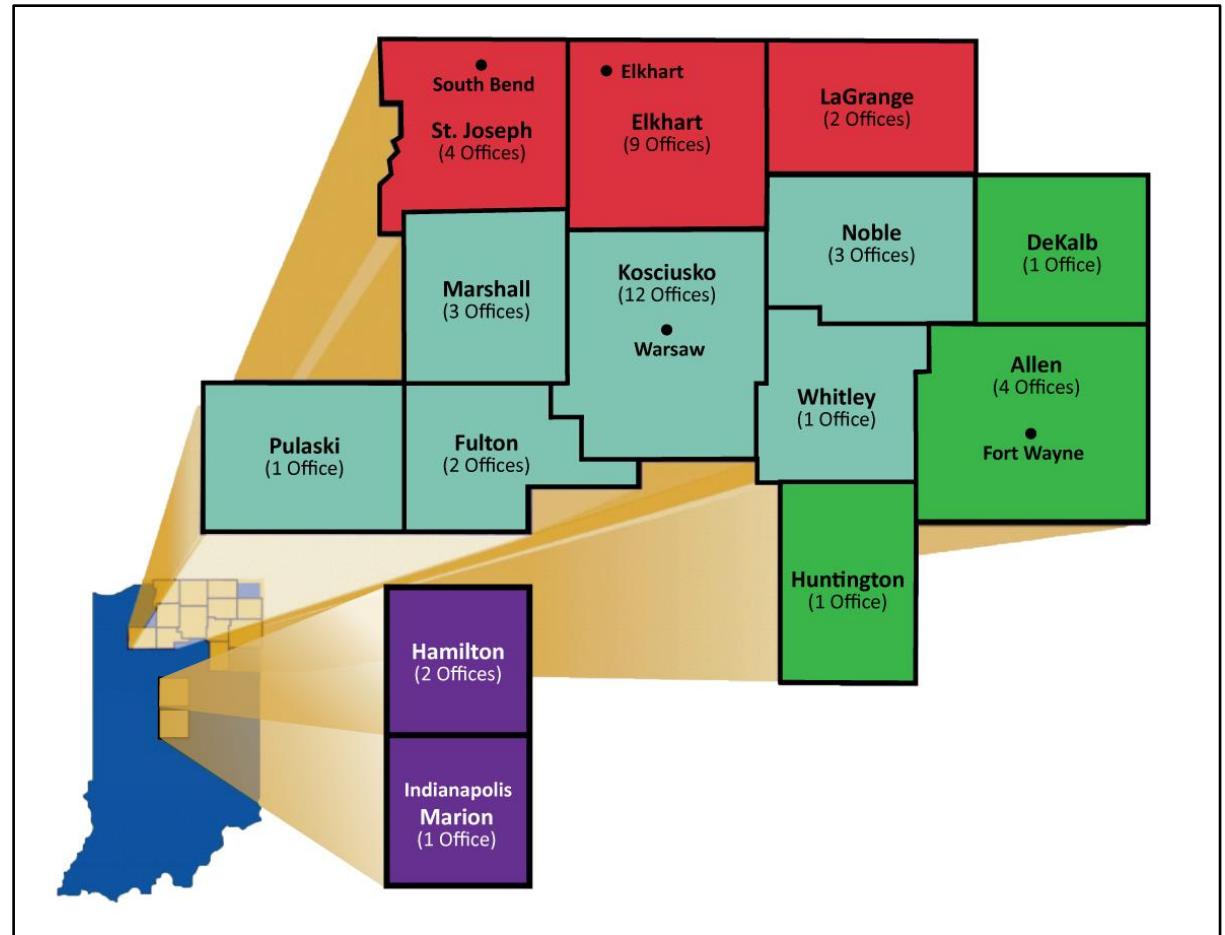 South Bend
St. Joseph
(4 Offices)
Elkhart
Elkhart
(9 Offices)
LaGrange
(2 Offices)
Marshall
(3 Offices)
Kosciusko
(12 Offices)
Warsaw
Noble
(3 Offices)
DeKalb
(1 Office)
Pulaski
(1 Office)
Fulton
(2 Offices)
Whitley
(1 Office)
Allen
(4 Offices)
Fort Wayne
Huntington
(1 Office)
Hamilton
(2 Offices)
Indianapolis
Marion
(1 Office)